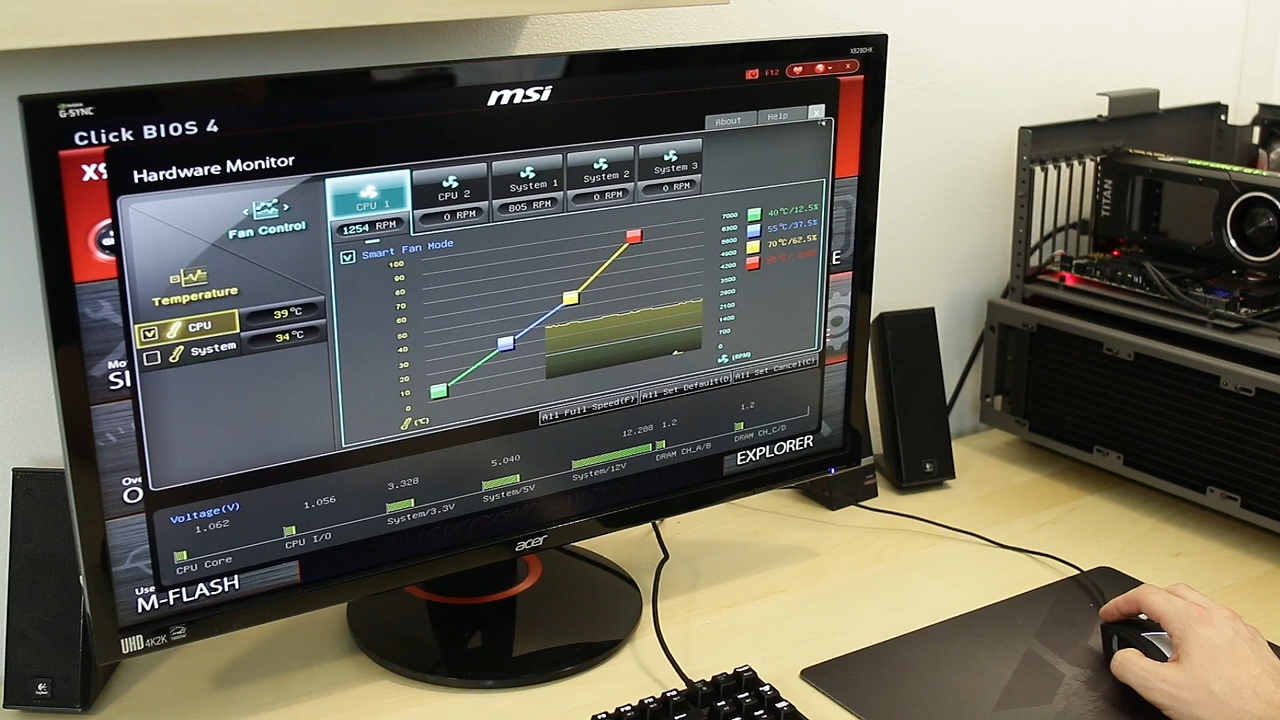 NVIDIA
G-SYNC
XB280HK
msi
F12
Click BIOS 4
About
Help
X
Hardware Monitor
X9
CPU 1
1254 RPM
CPU 2
0 RPM
System 1
805 RPM
System 2
0 RPM
System 3
0 RPM
Fan Control
Smart Fan Mode
100
90
80
70
60
50
40
30
20
10
0
(℃)
7000
6300
5600
4900
4200
3500
2800
2100
1400
700
0
(RPM)
40℃/12.5%
55℃/37.5%
70℃/62.5%
Temperature
CPU
39℃
System
34℃
All Full Speed(F)
All Set Default(D)
All Set Cancel(C)
Voltage(V)
1.062
CPU Core
1.056
CPU I/O
3.328
System/3.3V
5.040
System/5V
12.288
System/12V
1.2
DRAM CH_A/B
1.2
DRAM CH_C/D
EXPLORER
Use
M-FLASH
acer
UHD 4K2K
TITAN
Logitech